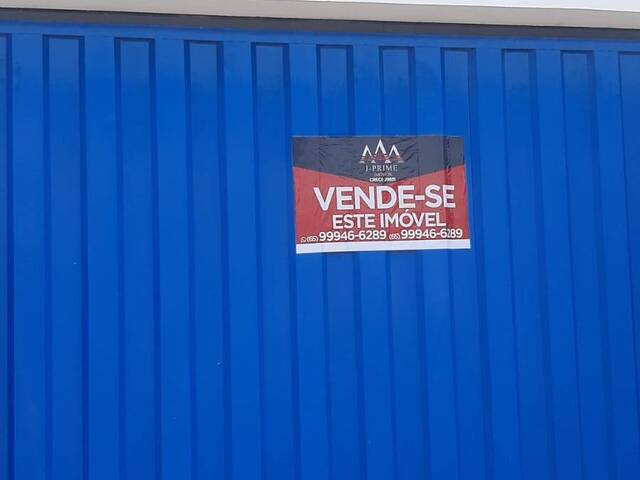 J-PRIME
VENDE-SE
ESTE IMÓVEL
(65) 99946-6289 (65) 99946-6289